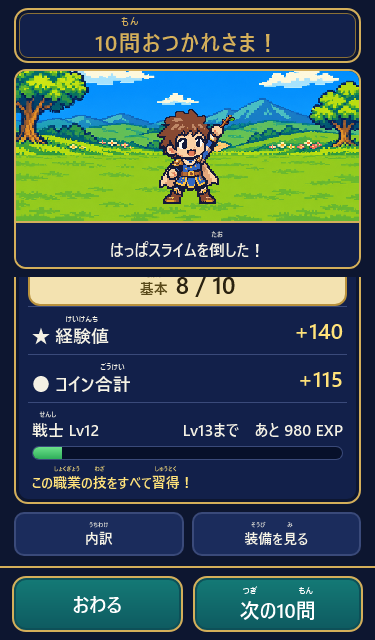 10問おつかれさま！
はっぱスライムを倒した！
基本 8 / 10
★ 経験値 +140
● コイン合計 +115
戦士 Lv12 Lv13まで あと 980 EXP
この職業の技をすべて習得！
内訳 装備を見る
おわる 次の10問